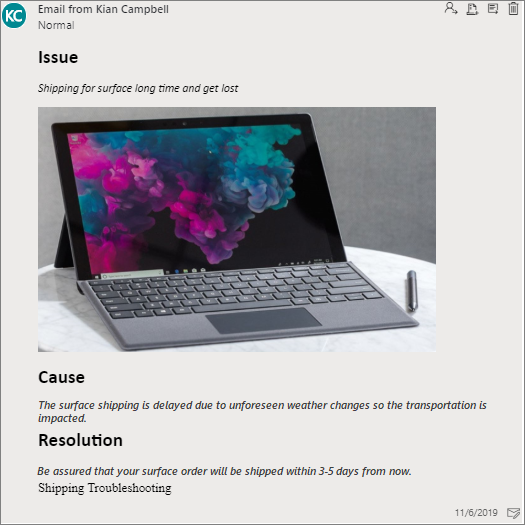 KC
Email from Kian Campbell
Normal
Issue
Shipping for surface long time and get lost
Cause
The surface shipping is delayed due to unforeseen weather changes so the transportation is
impacted.
Resolution
Be assured that your surface order will be shipped within 3-5 days from now.
Shipping Troubleshooting
11/6/2019